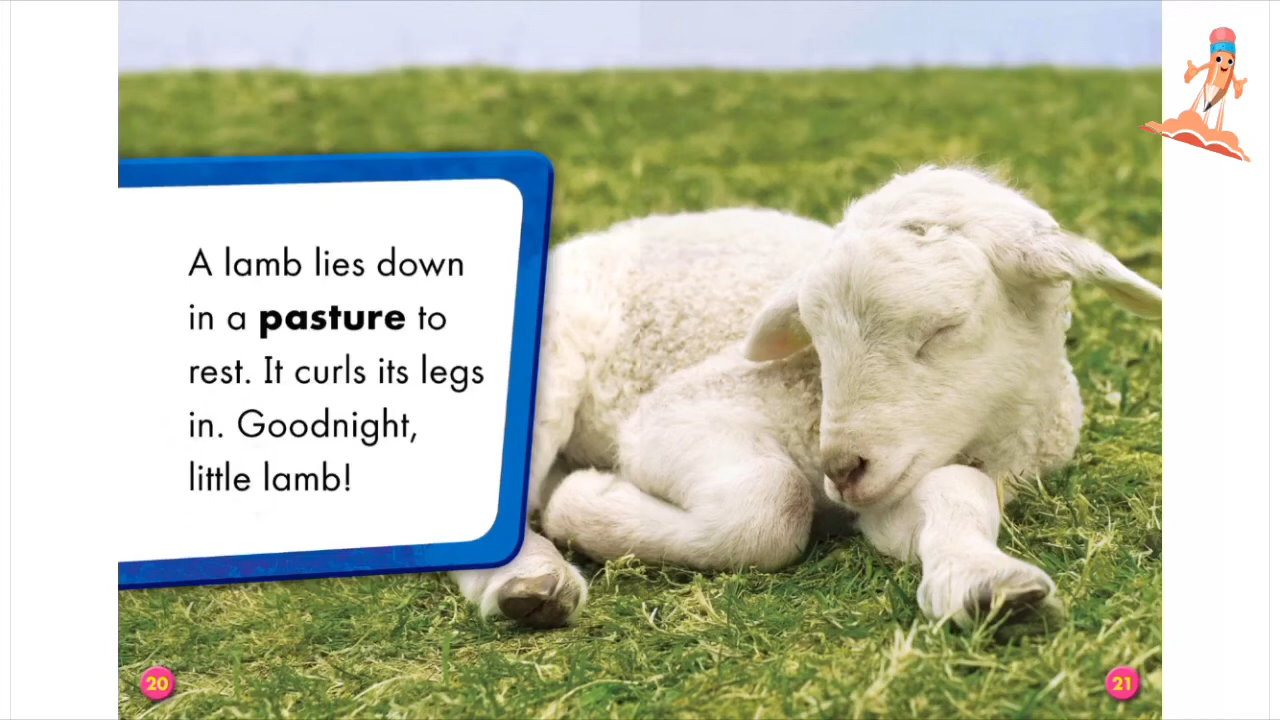 A lamb lies down
in a pasture to
rest. It curls its legs
in. Goodnight,
little lamb!
20
21